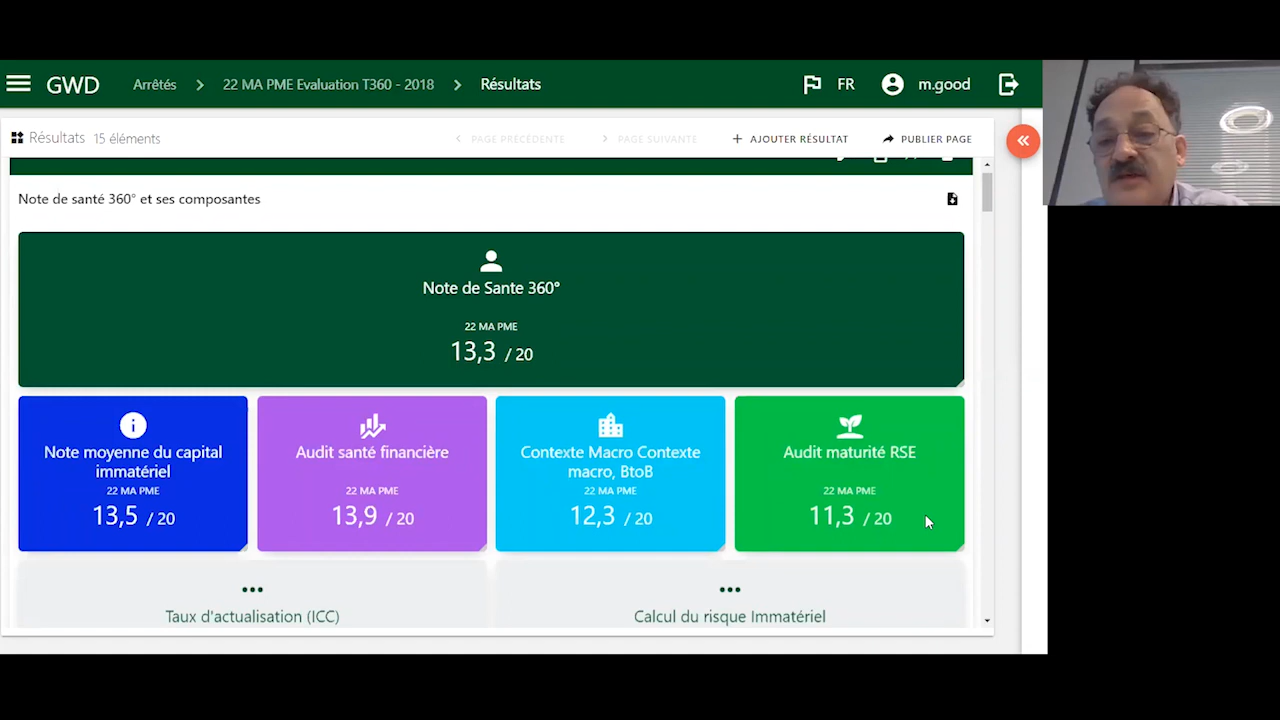 GWD Arrêtés > 22 MA PME Evaluation T360 - 2018 > Résultats FR m.good
Résultats 15 éléments < PAGE PRÉCÉDENTE > PAGE SUIVANTE + AJOUTER RÉSULTAT PUBLIER PAGE
Note de santé 360° et ses composantes
Note de Sante 360°
22 MA PME
13,3 / 20
Note moyenne du capital
immatériel
22 MA PME
13,5 / 20
Audit santé financière
22 MA PME
13,9 / 20
Contexte Macro Contexte
macro, BtoB
22 MA PME
12,3 / 20
Audit maturité RSE
22 MA PME
11,3 / 20
Taux d'actualisation (ICC)
Calcul du risque Immatériel